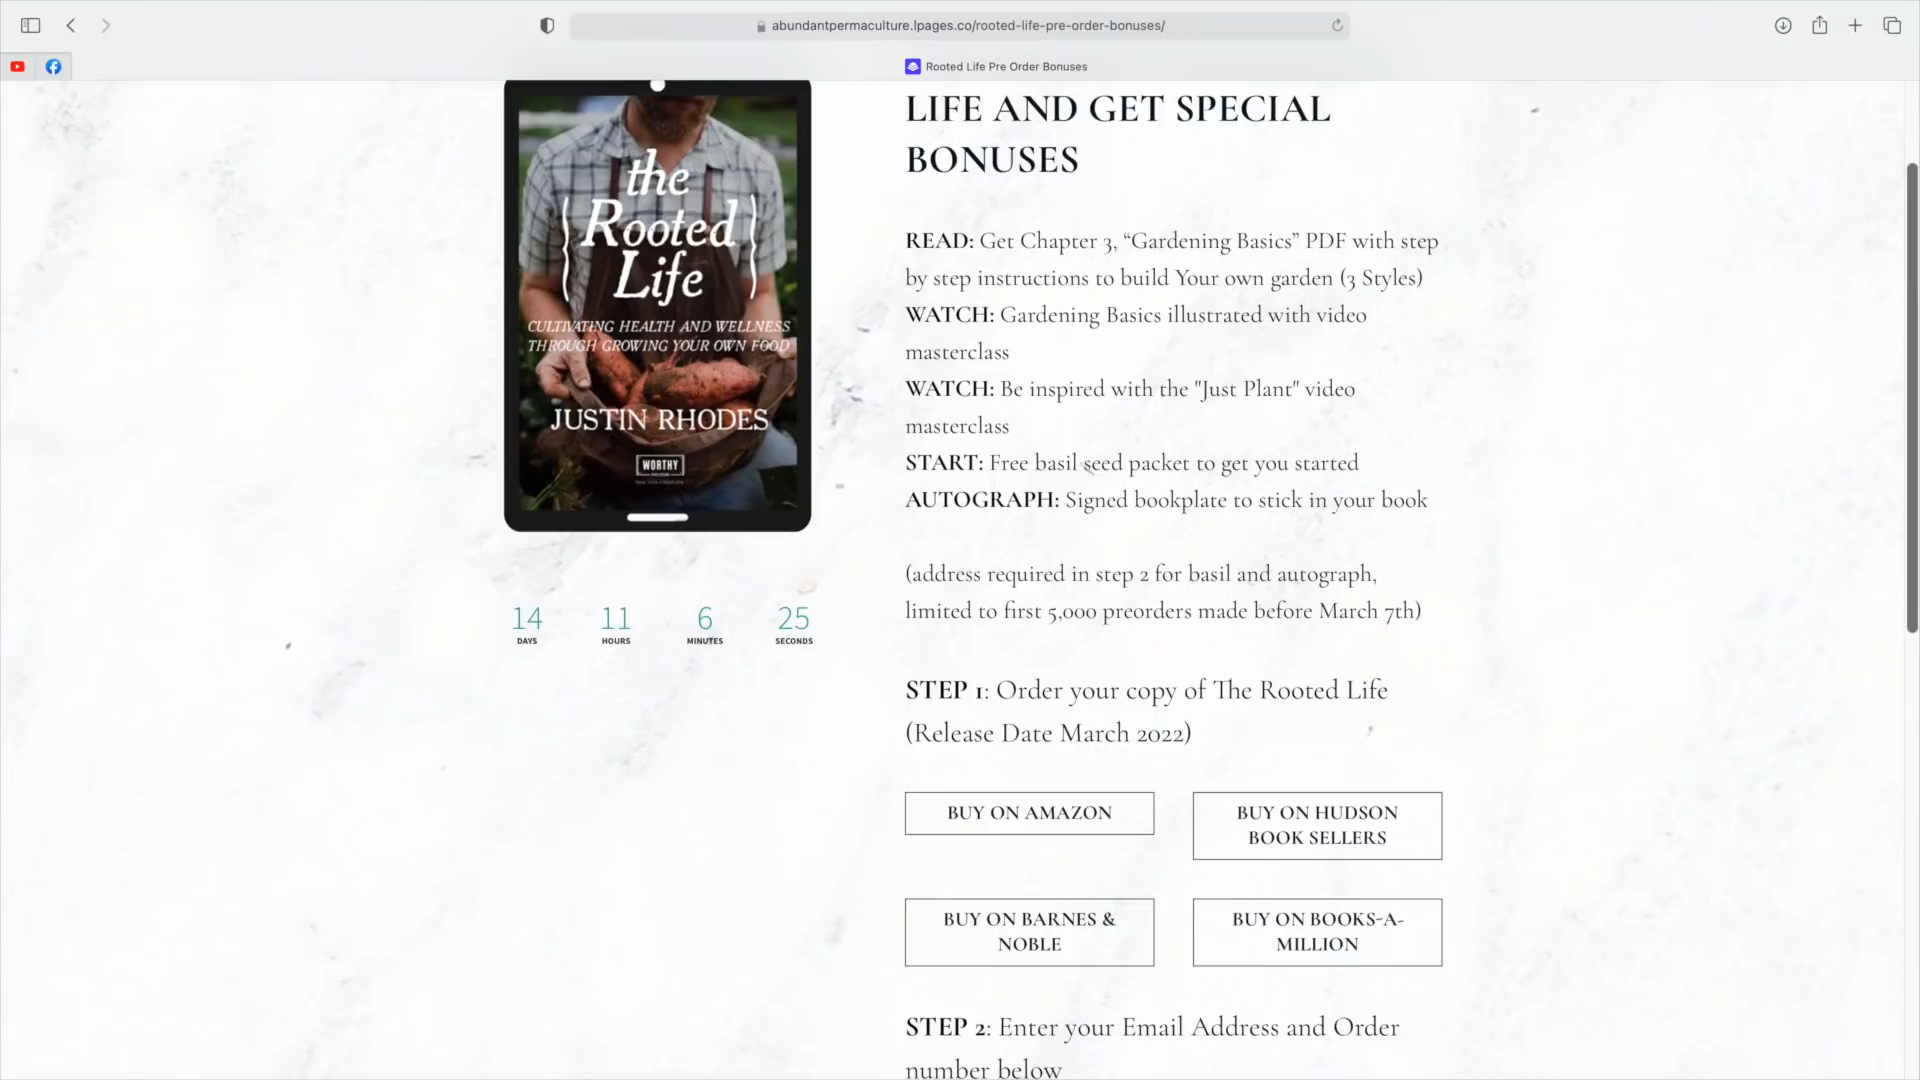 abundantpermaculture.lpages.co/rooted-life-pre-order-bonuses/
Rooted Life Pre Order Bonuses
the
Rooted
Life
CULTIVATING HEALTH AND WELLNESS
THROUGH GROWING YOUR OWN FOOD
JUSTIN RHODES
WORTHY
14
DAYS
11
HOURS
6
MINUTES
25
SECONDS
LIFE AND GET SPECIAL
BONUSES
READ: Get Chapter 3, “Gardening Basics” PDF with step
by step instructions to build Your own garden (3 Styles)
WATCH: Gardening Basics illustrated with video
masterclass
WATCH: Be inspired with the "Just Plant" video
masterclass
START: Free basil seed packet to get you started
AUTOGRAPH: Signed bookplate to stick in your book
(address required in step 2 for basil and autograph,
limited to first 5,000 preorders made before March 7th)
STEP 1: Order your copy of The Rooted Life
(Release Date March 2022)
BUY ON AMAZON
BUY ON HUDSON
BOOK SELLERS
BUY ON BARNES &
NOBLE
BUY ON BOOKS-A-
MILLION
STEP 2: Enter your Email Address and Order
number below